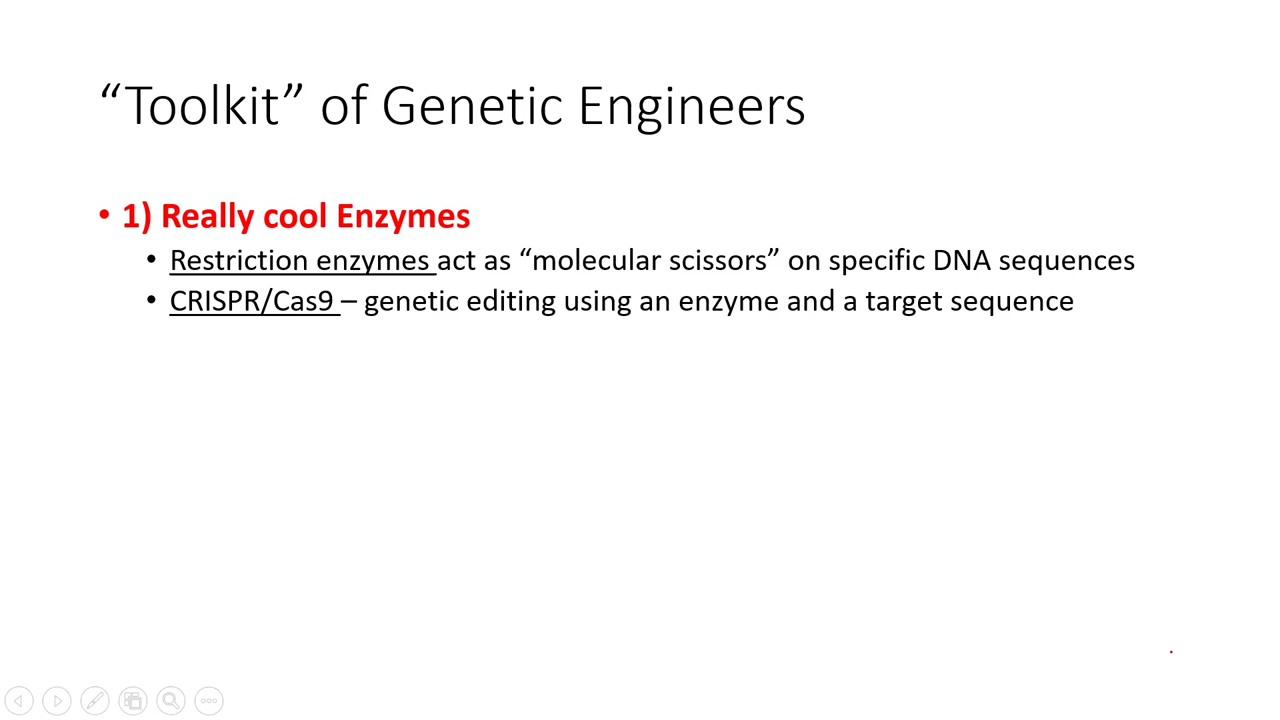 “Toolkit” of Genetic Engineers
• 1) Really cool Enzymes
• Restriction enzymes act as “molecular scissors” on specific DNA sequences
• CRISPR/Cas9 – genetic editing using an enzyme and a target sequence